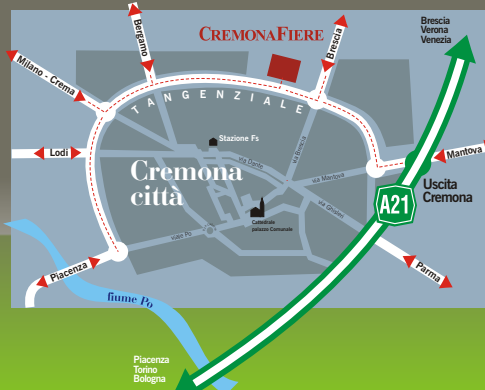 Brescia
Verona
Venezia
Bergamo
CREMONAFIERE
Brescia
Milano - Crema
TANGENZIALE
Lodi
Stazione Fs
via Brescia
Mantova
via Dante
Cremona
città
via Mantova
Uscita
Cremona
A21
via Ghisleri
Cattedrale
palazzo Comunale
viale Po
Piacenza
Parma
fiume Po
Piacenza
Torino
Bologna